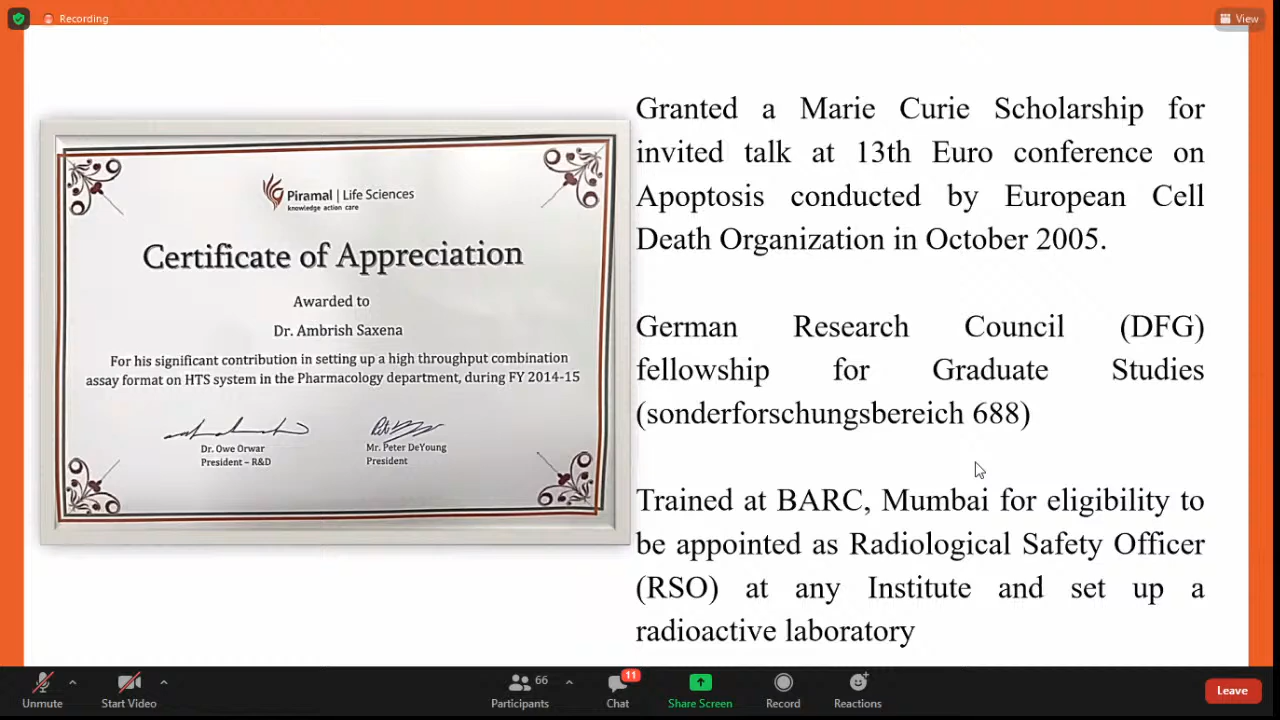 Recording
View
Piramal | Life Sciences
knowledge action care
Certificate of Appreciation
Awarded to
Dr. Ambrish Saxena
For his significant contribution in setting up a high throughput combination
assay format on HTS system in the Pharmacology department, during FY 2014-15
Dr. Owe Orwar
President – R&D
Mr. Peter DeYoung
President
Granted a Marie Curie Scholarship for
invited talk at 13th Euro conference on
Apoptosis conducted by European Cell
Death Organization in October 2005.
German Research Council (DFG)
fellowship for Graduate Studies
(sonderforschungsbereich 688)
Trained at BARC, Mumbai for eligibility to
be appointed as Radiological Safety Officer
(RSO) at any Institute and set up a
radioactive laboratory
Unmute
Start Video
66
Participants
11
Chat
Share Screen
Record
Reactions
Leave